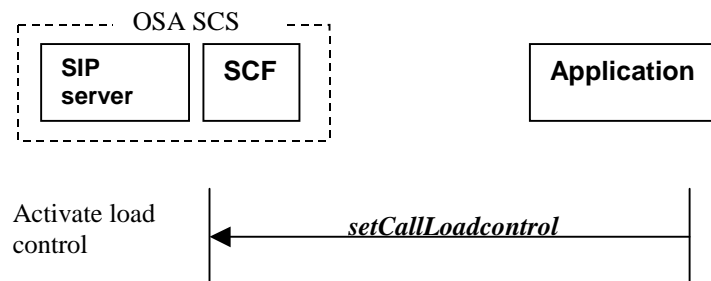 OSA SCS
SIP
server
SCF
Application
Activate load
control
setCallLoadcontrol